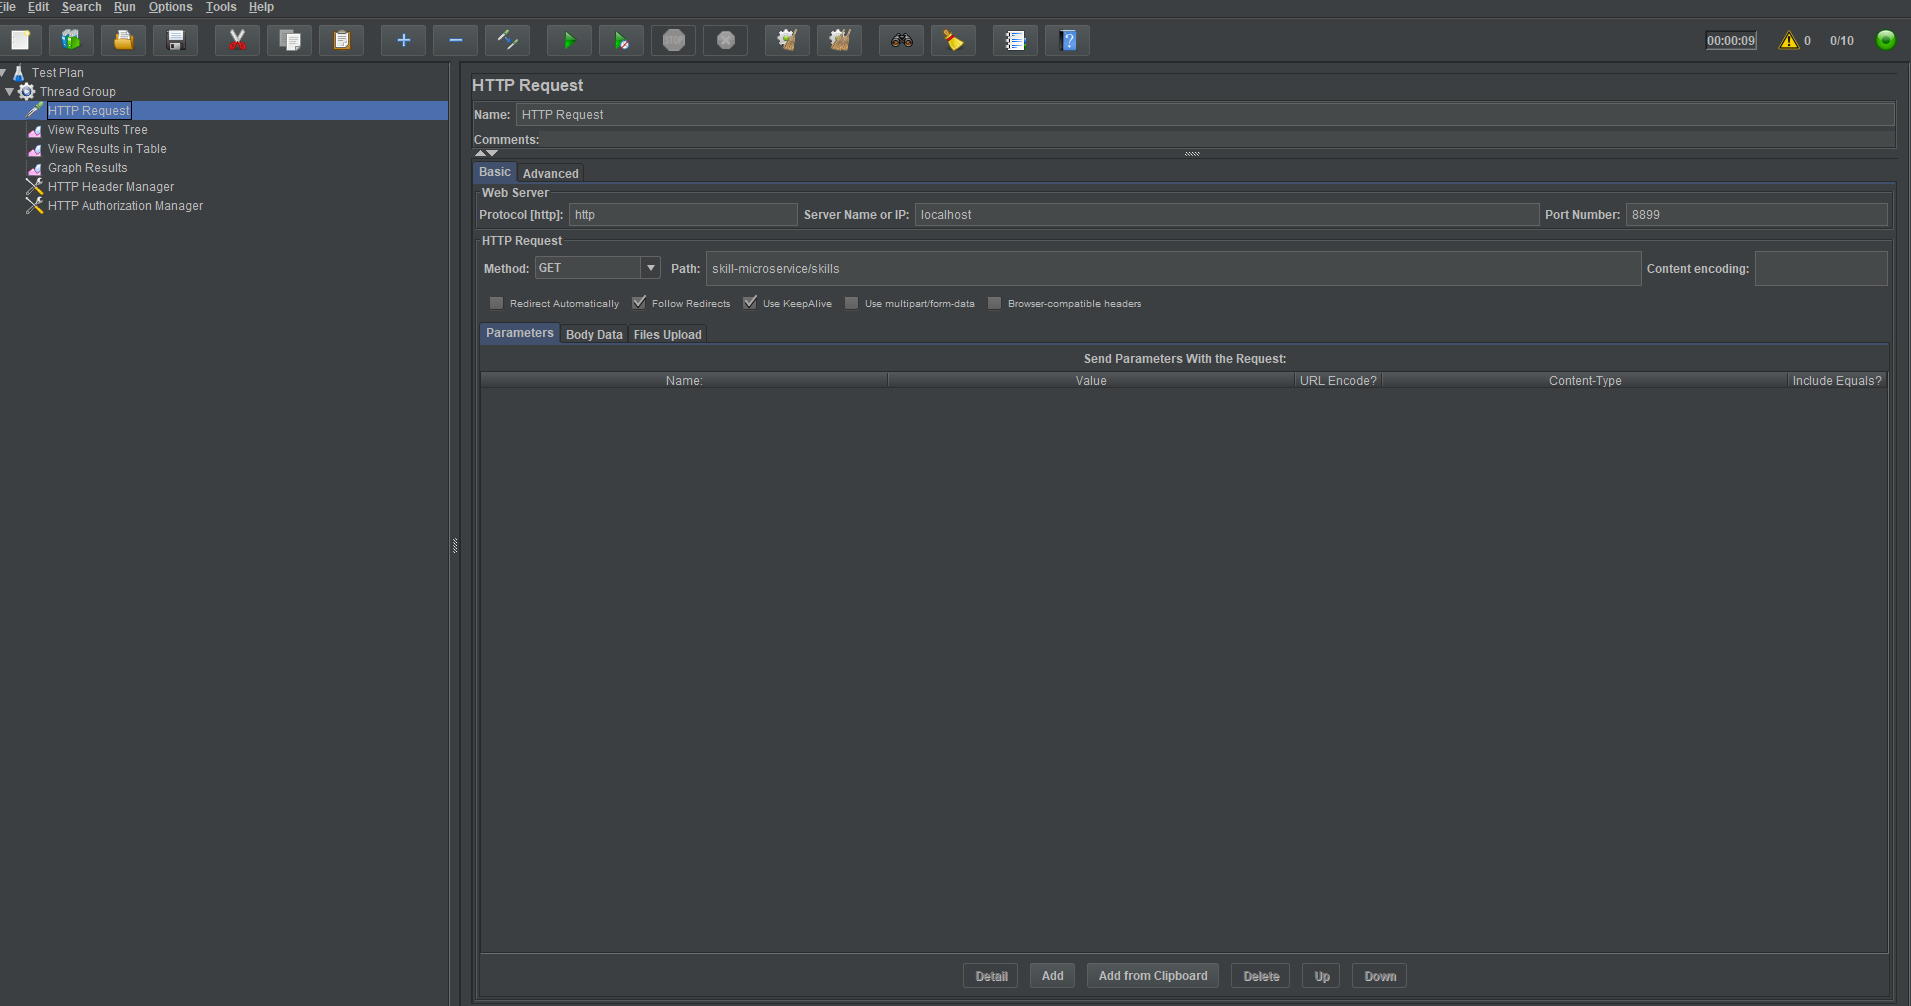 File Edit Search Run Options Tools Help
STOP
00:00:09 0 0/10
Test Plan
Thread Group
HTTP Request
View Results Tree
View Results in Table
Graph Results
HTTP Header Manager
HTTP Authorization Manager
HTTP Request
Name: HTTP Request
Comments:
Basic Advanced
Web Server
Protocol [http]: http Server Name or IP: localhost Port Number: 8899
HTTP Request
Method: GET Path: skill-microservice/skills Content encoding:
Redirect Automatically Follow Redirects Use KeepAlive Use multipart/form-data Browser-compatible headers
Parameters Body Data Files Upload
Send Parameters With the Request:
Name: Value URL Encode? Content-Type Include Equals?
Detail Add Add from Clipboard Delete Up Down